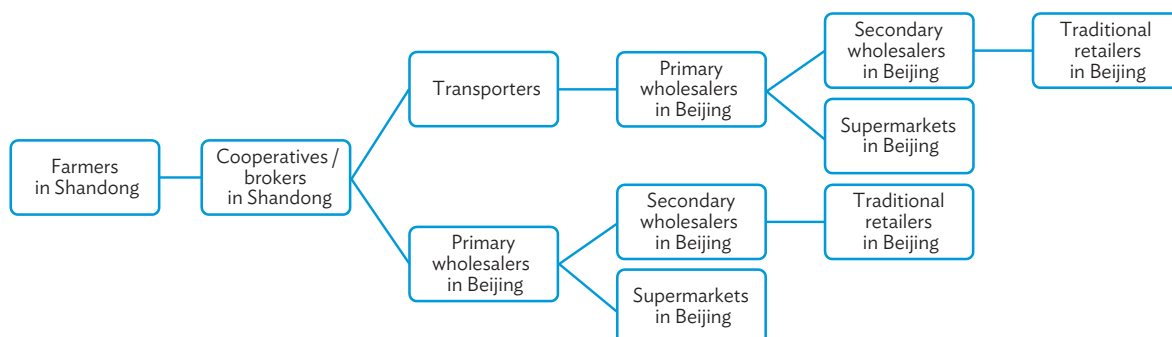 Farmers
in Shandong
Cooperatives /
brokers
in Shandong
Transporters
Primary
wholesalers
in Beijing
Secondary
wholesalers
in Beijing
Traditional
retailers
in Beijing
Supermarkets
in Beijing
Primary
wholesalers
in Beijing
Secondary
wholesalers
in Beijing
Traditional
retailers
in Beijing
Supermarkets
in Beijing